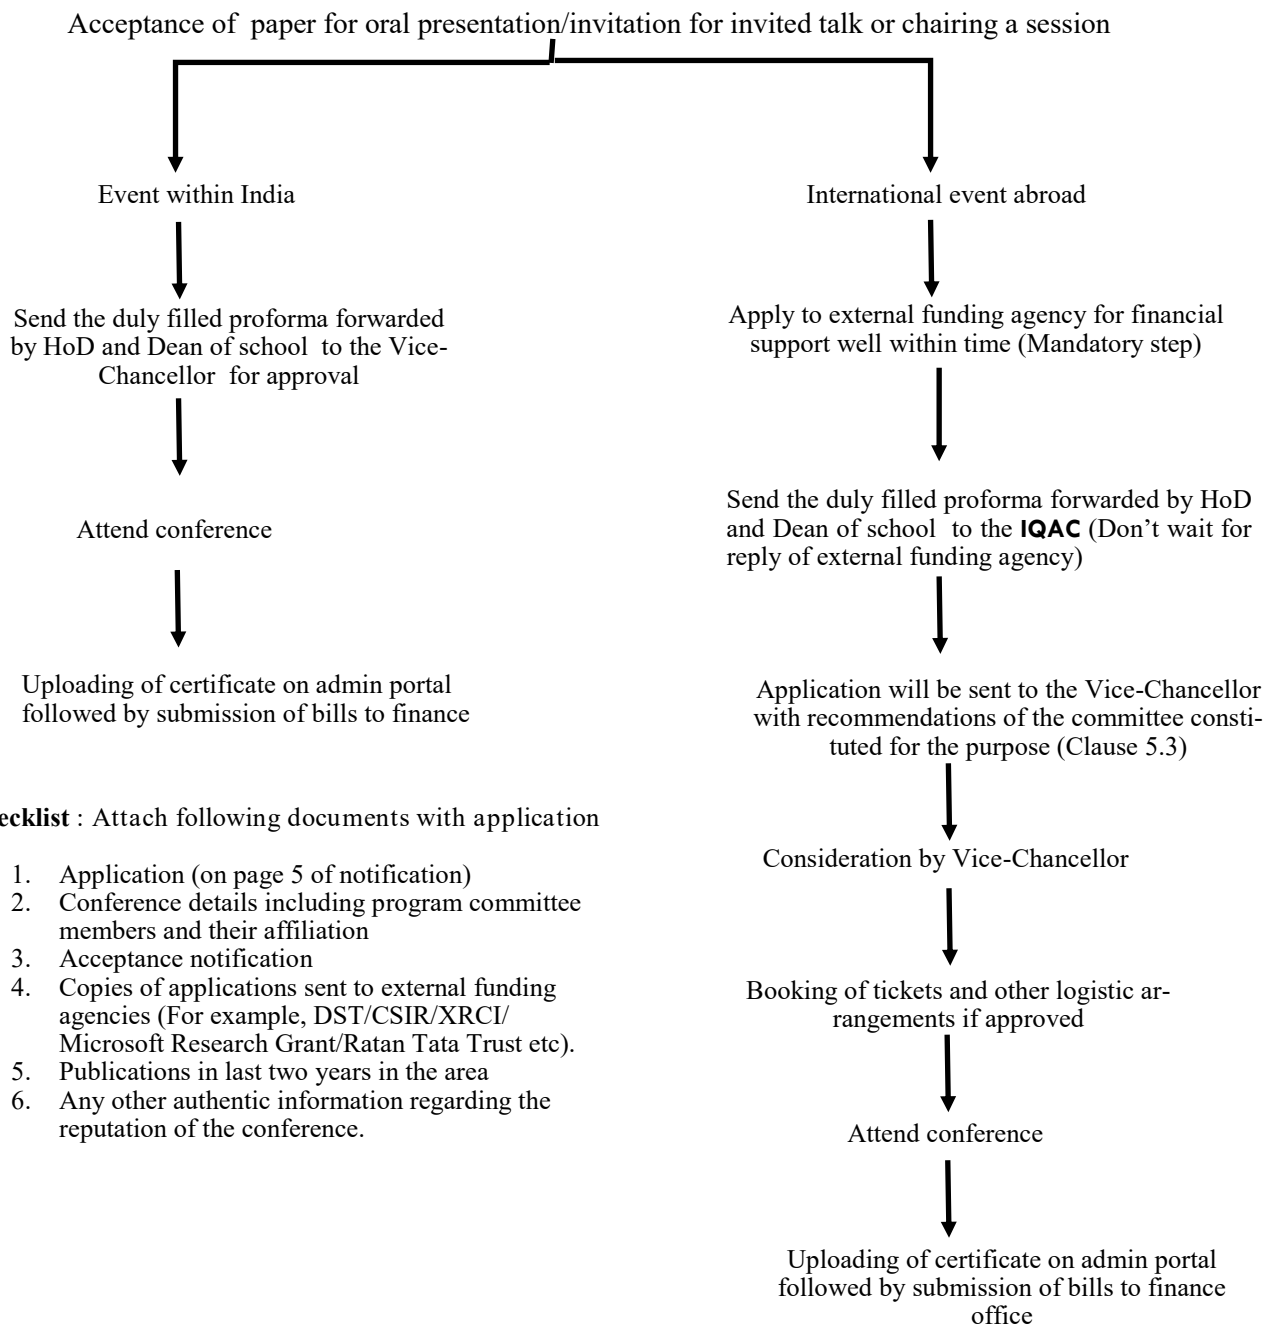 Acceptance of paper for oral presentation/invitation for invited talk or chairing a session
Event within India
Send the duly filled proforma forwarded
by HoD and Dean of school to the Vice-
Chancellor for approval
Attend conference
Uploading of certificate on admin portal
followed by submission of bills to finance
ecklist : Attach following documents with application
1. Application (on page 5 of notification)
2. Conference details including program committee
members and their affiliation
3. Acceptance notification
4. Copies of applications sent to external funding
agencies (For example, DST/CSIR/XRCI/
Microsoft Research Grant/Ratan Tata Trust etc).
5. Publications in last two years in the area
6. Any other authentic information regarding the
reputation of the conference.
International event abroad
Apply to external funding agency for financial
support well within time (Mandatory step)
Send the duly filled proforma forwarded by HoD
and Dean of school to the IQAC (Don’t wait for
reply of external funding agency)
Application will be sent to the Vice-Chancellor
with recommendations of the committee consti-
tuted for the purpose (Clause 5.3)
Consideration by Vice-Chancellor
Booking of tickets and other logistic ar-
rangements if approved
Attend conference
Uploading of certificate on admin portal
followed by submission of bills to finance
office